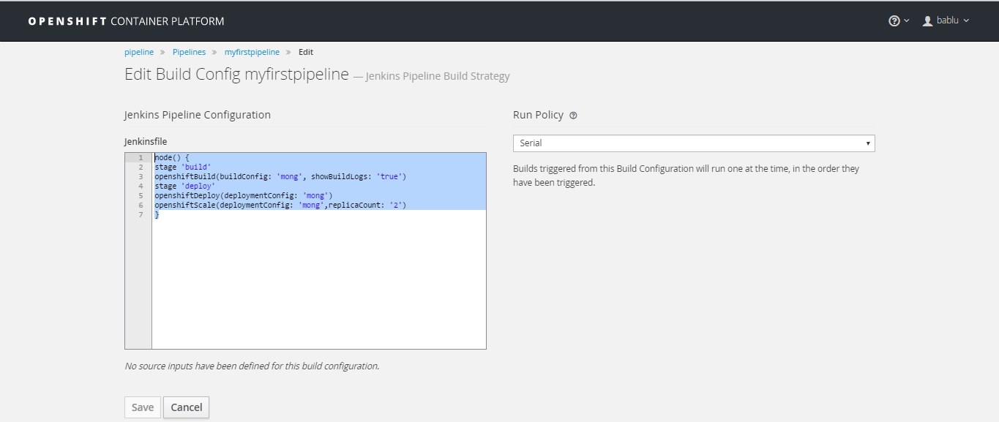 OPENSHIFT CONTAINER PLATFORM
bablu
pipeline » Pipelines » myfirstpipeline » Edit
Edit Build Config myfirstpipeline — Jenkins Pipeline Build Strategy
Jenkins Pipeline Configuration
Jenkinsfile
1 node() {
2 stage 'build'
3 openshiftBuild(buildConfig: 'mong', showBuildLogs: 'true')
4 stage 'deploy'
5 openshiftDeploy(deploymentConfig: 'mong')
6 openshiftScale(deploymentConfig: 'mong',replicaCount: '2')
7 }
No source inputs have been defined for this build configuration.
Save Cancel
Run Policy
Serial
Builds triggered from this Build Configuration will run one at the time, in the order they
have been triggered.